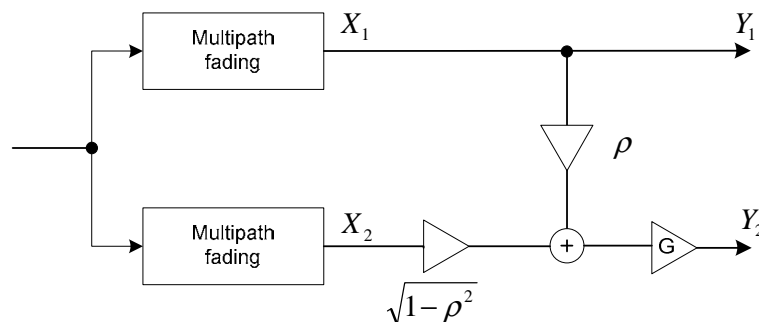 Multipath
fading
X₁
Y₁
ρ
Multipath
fading
X₂
√(1−ρ²)
+
G
Y₂